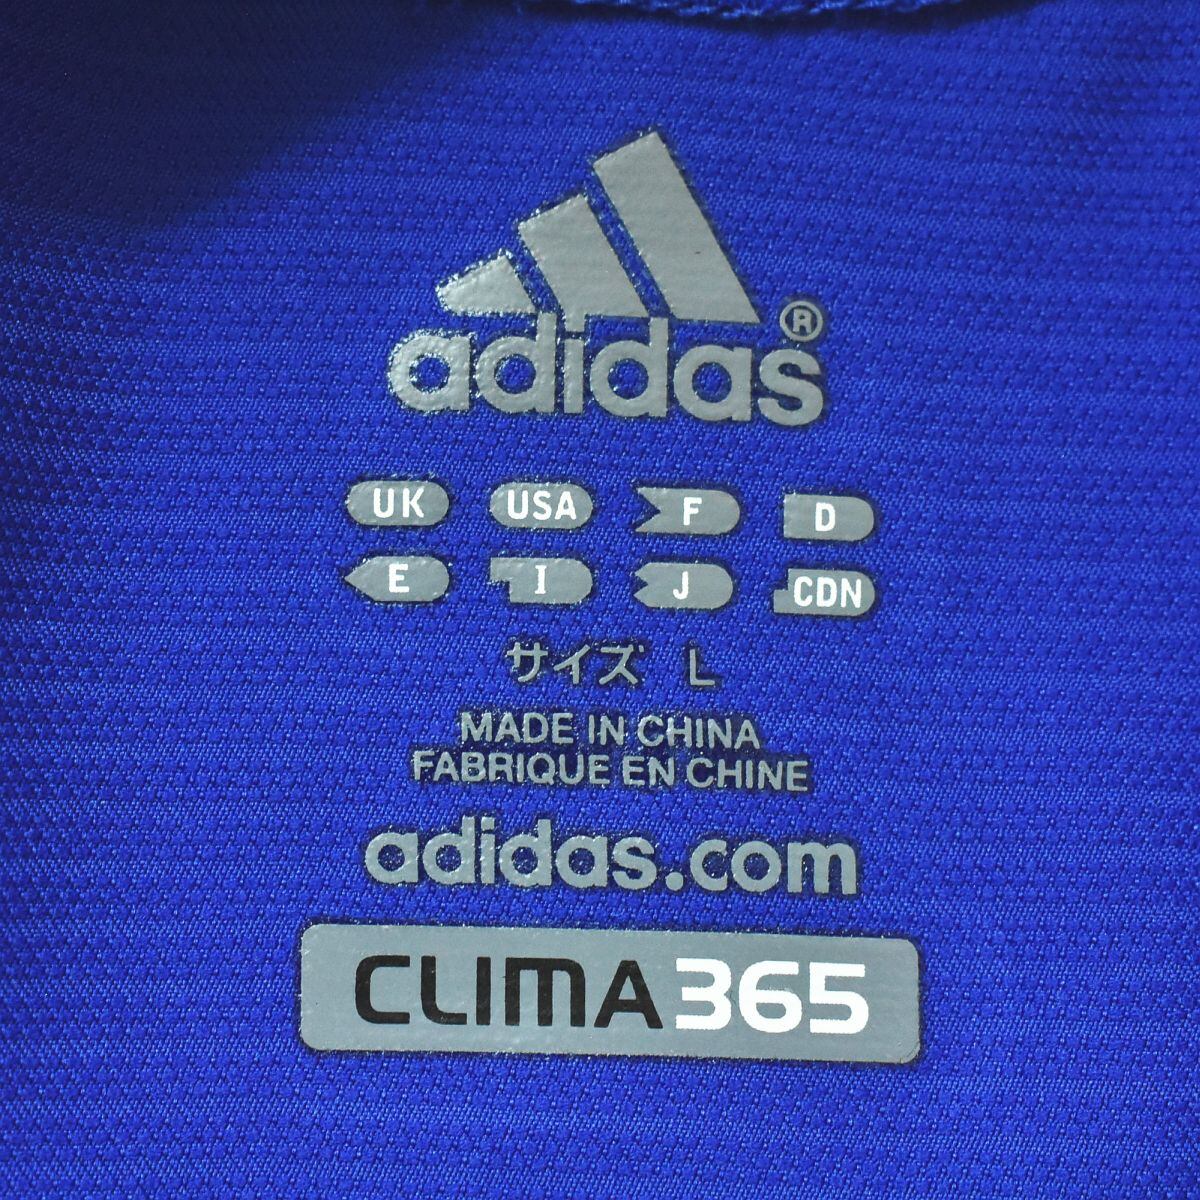 adidas®
UK USA F D
E I J CDN
サイズ L
MADE IN CHINA
FABRIQUE EN CHINE
adidas.com
CLIMA365